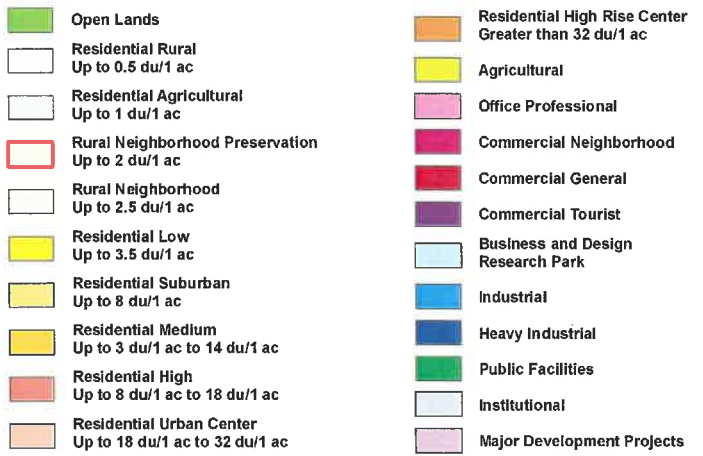 Open Lands
Residential Rural
Up to 0.5 du/1 ac
Residential Agricultural
Up to 1 du/1 ac
Rural Neighborhood Preservation
Up to 2 du/1 ac
Rural Neighborhood
Up to 2.5 du/1 ac
Residential Low
Up to 3.5 du/1 ac
Residential Suburban
Up to 8 du/1 ac
Residential Medium
Up to 3 du/1 ac to 14 du/1 ac
Residential High
Up to 8 du/1 ac to 18 du/1 ac
Residential Urban Center
Up to 18 du/1 ac to 32 du/1 ac
Residential High Rise Center
Greater than 32 du/1 ac
Agricultural
Office Professional
Commercial Neighborhood
Commercial General
Commercial Tourist
Business and Design
Research Park
Industrial
Heavy Industrial
Public Facilities
Institutional
Major Development Projects